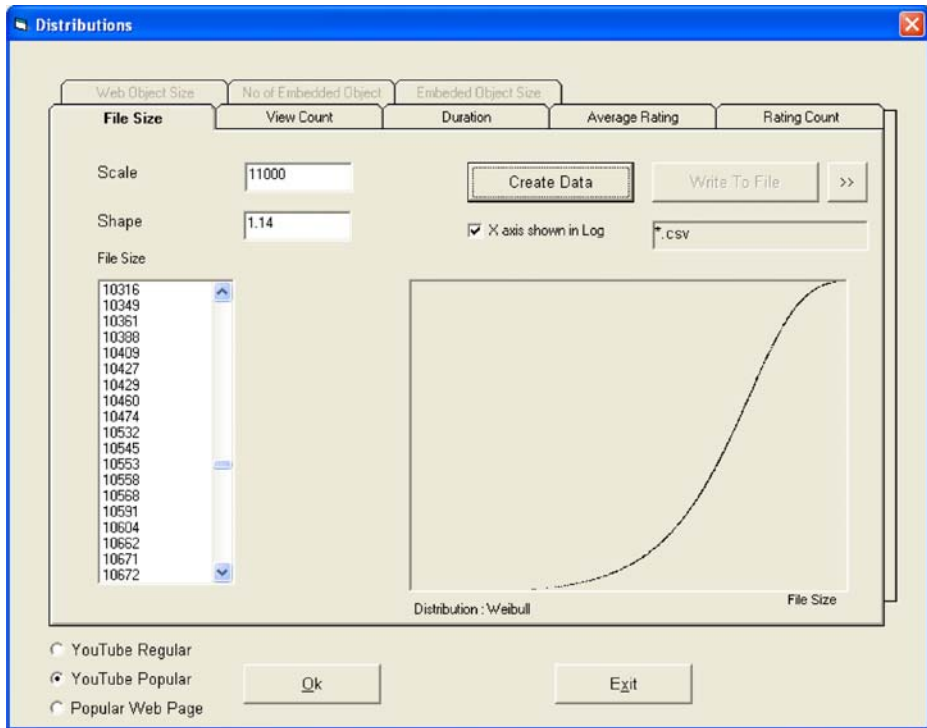 Distributions
Web Object Size
No of Embedded Object
Embeded Object Size
File Size
View Count
Duration
Average Rating
Rating Count
Scale
11000
Create Data
Write To File
>>
Shape
1.14
X axis shown in Log
*.csv
File Size
10316
10349
10361
10388
10409
10427
10429
10460
10474
10532
10545
10553
10558
10568
10591
10604
10662
10671
10672
Distribution : Weibull
File Size
YouTube Regular
YouTube Popular
Popular Web Page
Ok
Exit